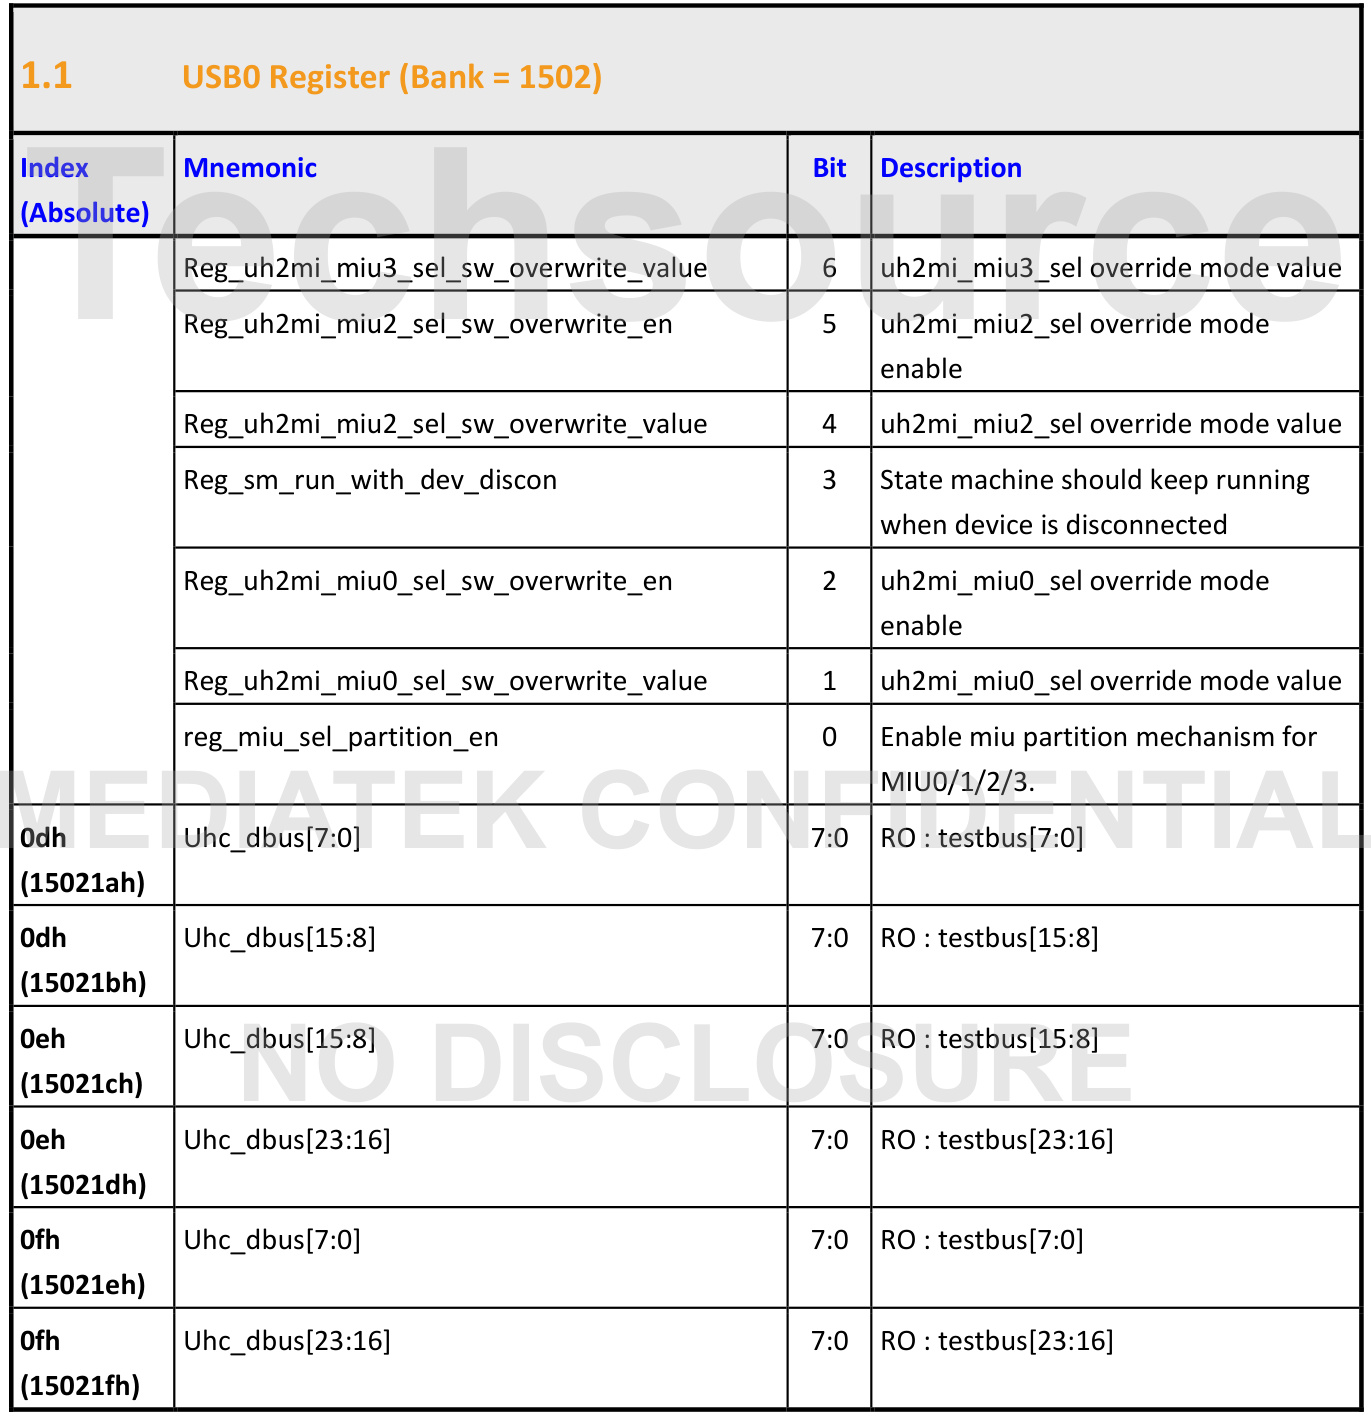 1.1 USB0 Register (Bank = 1502)
Index Mnemonic Bit Description
(Absolute)
Techsource
Reg_uh2mi_miu3_sel_sw_overwrite_value 6 uh2mi_miu3_sel override mode value
Reg_uh2mi_miu2_sel_sw_overwrite_en 5 uh2mi_miu2_sel override mode
enable
Reg_uh2mi_miu2_sel_sw_overwrite_value 4 uh2mi_miu2_sel override mode value
Reg_sm_run_with_dev_discon 3 State machine should keep running
when device is disconnected
Reg_uh2mi_miu0_sel_sw_overwrite_en 2 uh2mi_miu0_sel override mode
enable
Reg_uh2mi_miu0_sel_sw_overwrite_value 1 uh2mi_miu0_sel override mode value
reg_miu_sel_partition_en 0 Enable miu partition mechanism for
MIU0/1/2/3.
MEDIATEK CONFIDENTIAL
0dh Uhc_dbus[7:0] 7:0 RO : testbus[7:0]
(15021ah)
0dh Uhc_dbus[15:8] 7:0 RO : testbus[15:8]
(15021bh)
0eh Uhc_dbus[15:8] 7:0 RO : testbus[15:8]
(15021ch)
NO DISCLOSURE
0eh Uhc_dbus[23:16] 7:0 RO : testbus[23:16]
(15021dh)
0fh Uhc_dbus[7:0] 7:0 RO : testbus[7:0]
(15021eh)
0fh Uhc_dbus[23:16] 7:0 RO : testbus[23:16]
(15021fh)